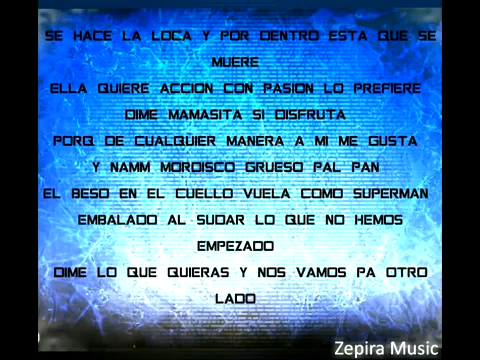 SE HACE LA LOCA Y POR DENTRO ESTA QUE SE
MUERE
ELLA QUIERE ACCION CON PASION LO PREFIERE
DIME MAMASITA SI DISFRUTA
PORQ DE CUALQUIER MANERA A MI ME GUSTA
Y NAMM MORDISCO GRUESO PAL PAN
EL BESO EN EL CUELLO VUELA COMO SUPERMAN
EMBALADO AL SUDAR LO QUE NO HEMOS
EMPEZADO
DIME LO QUE QUIERAS Y NOS VAMOS PA OTRO
LADO
Zepira Music